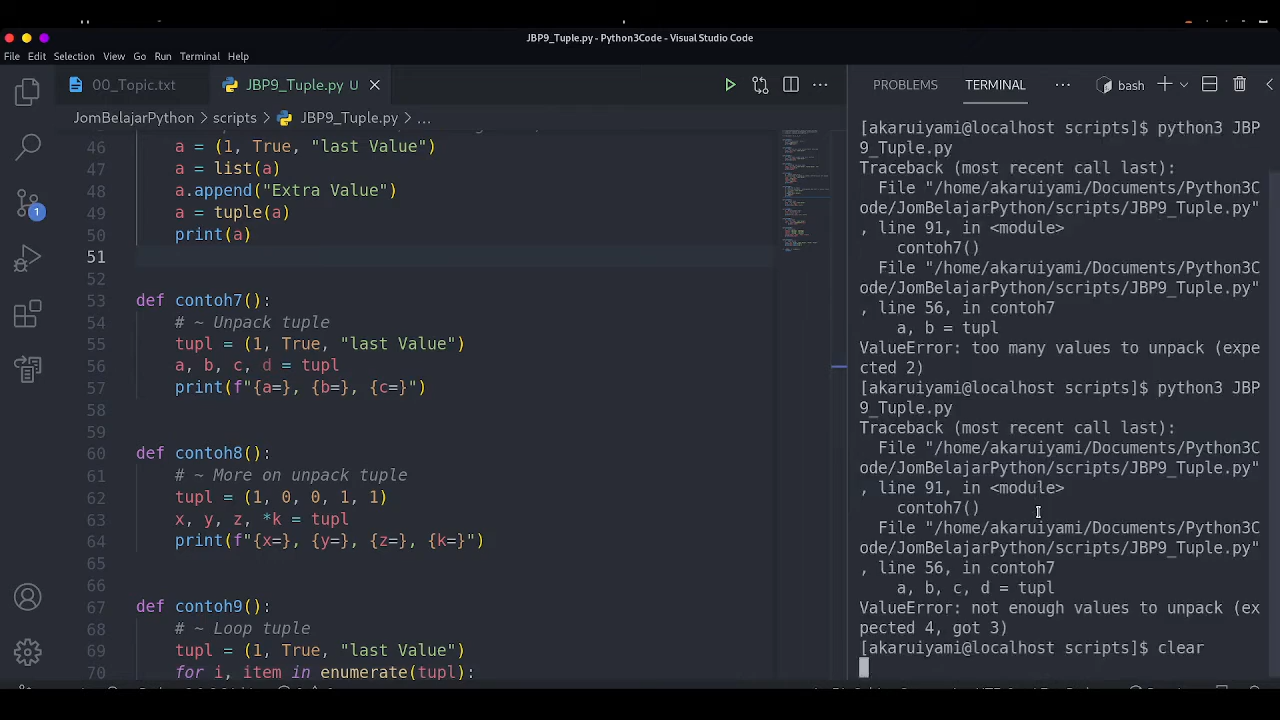 JBP9_Tuple.py - Python3Code - Visual Studio Code
File Edit Selection View Go Run Terminal Help
00_Topic.txt JBP9_Tuple.py U
JomBelajarPython > scripts > JBP9_Tuple.py > ...
46 a = (1, True, "last Value")
47 a = list(a)
48 a.append("Extra Value")
49 a = tuple(a)
50 print(a)
51
52
53 def contoh7():
54 # ~ Unpack tuple
55 tupl = (1, True, "last Value")
56 a, b, c, d = tupl
57 print(f"{a=}, {b=}, {c=}")
58
59
60 def contoh8():
61 # ~ More on unpack tuple
62 tupl = (1, 0, 0, 1, 1)
63 x, y, z, *k = tupl
64 print(f"{x=}, {y=}, {z=}, {k=}")
65
66
67 def contoh9():
68 # ~ Loop tuple
69 tupl = (1, True, "last Value")
70 for i, item in enumerate(tupl):
1
PROBLEMS TERMINAL ... bash
[akaruiyami@localhost scripts]$ python3 JBP
9_Tuple.py
Traceback (most recent call last):
File "/home/akaruiyami/Documents/Python3C
ode/JomBelajarPython/scripts/JBP9_Tuple.py"
, line 91, in <module>
contoh7()
File "/home/akaruiyami/Documents/Python3C
ode/JomBelajarPython/scripts/JBP9_Tuple.py"
, line 56, in contoh7
a, b = tupl
ValueError: too many values to unpack (expe
cted 2)
[akaruiyami@localhost scripts]$ python3 JBP
9_Tuple.py
Traceback (most recent call last):
File "/home/akaruiyami/Documents/Python3C
ode/JomBelajarPython/scripts/JBP9_Tuple.py"
, line 91, in <module>
contoh7()
File "/home/akaruiyami/Documents/Python3C
ode/JomBelajarPython/scripts/JBP9_Tuple.py"
, line 56, in contoh7
a, b, c, d = tupl
ValueError: not enough values to unpack (ex
pected 4, got 3)
[akaruiyami@localhost scripts]$ clear